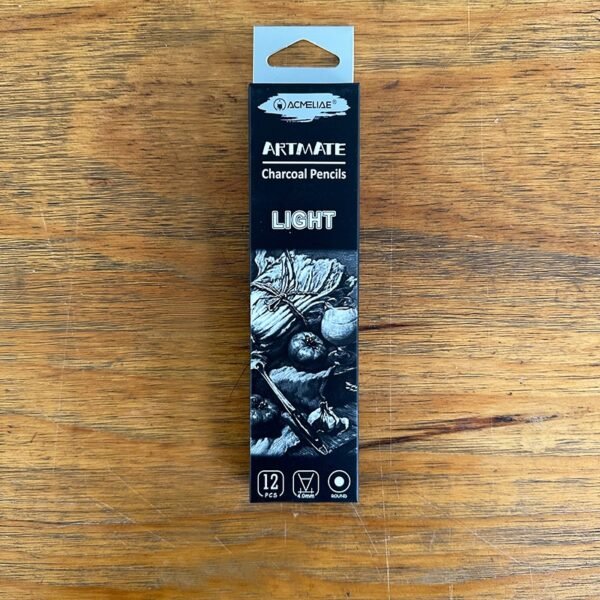 ACMELIAE®
ARTMATE
Charcoal Pencils
LIGHT
12
PCS
4.0mm
ROUND